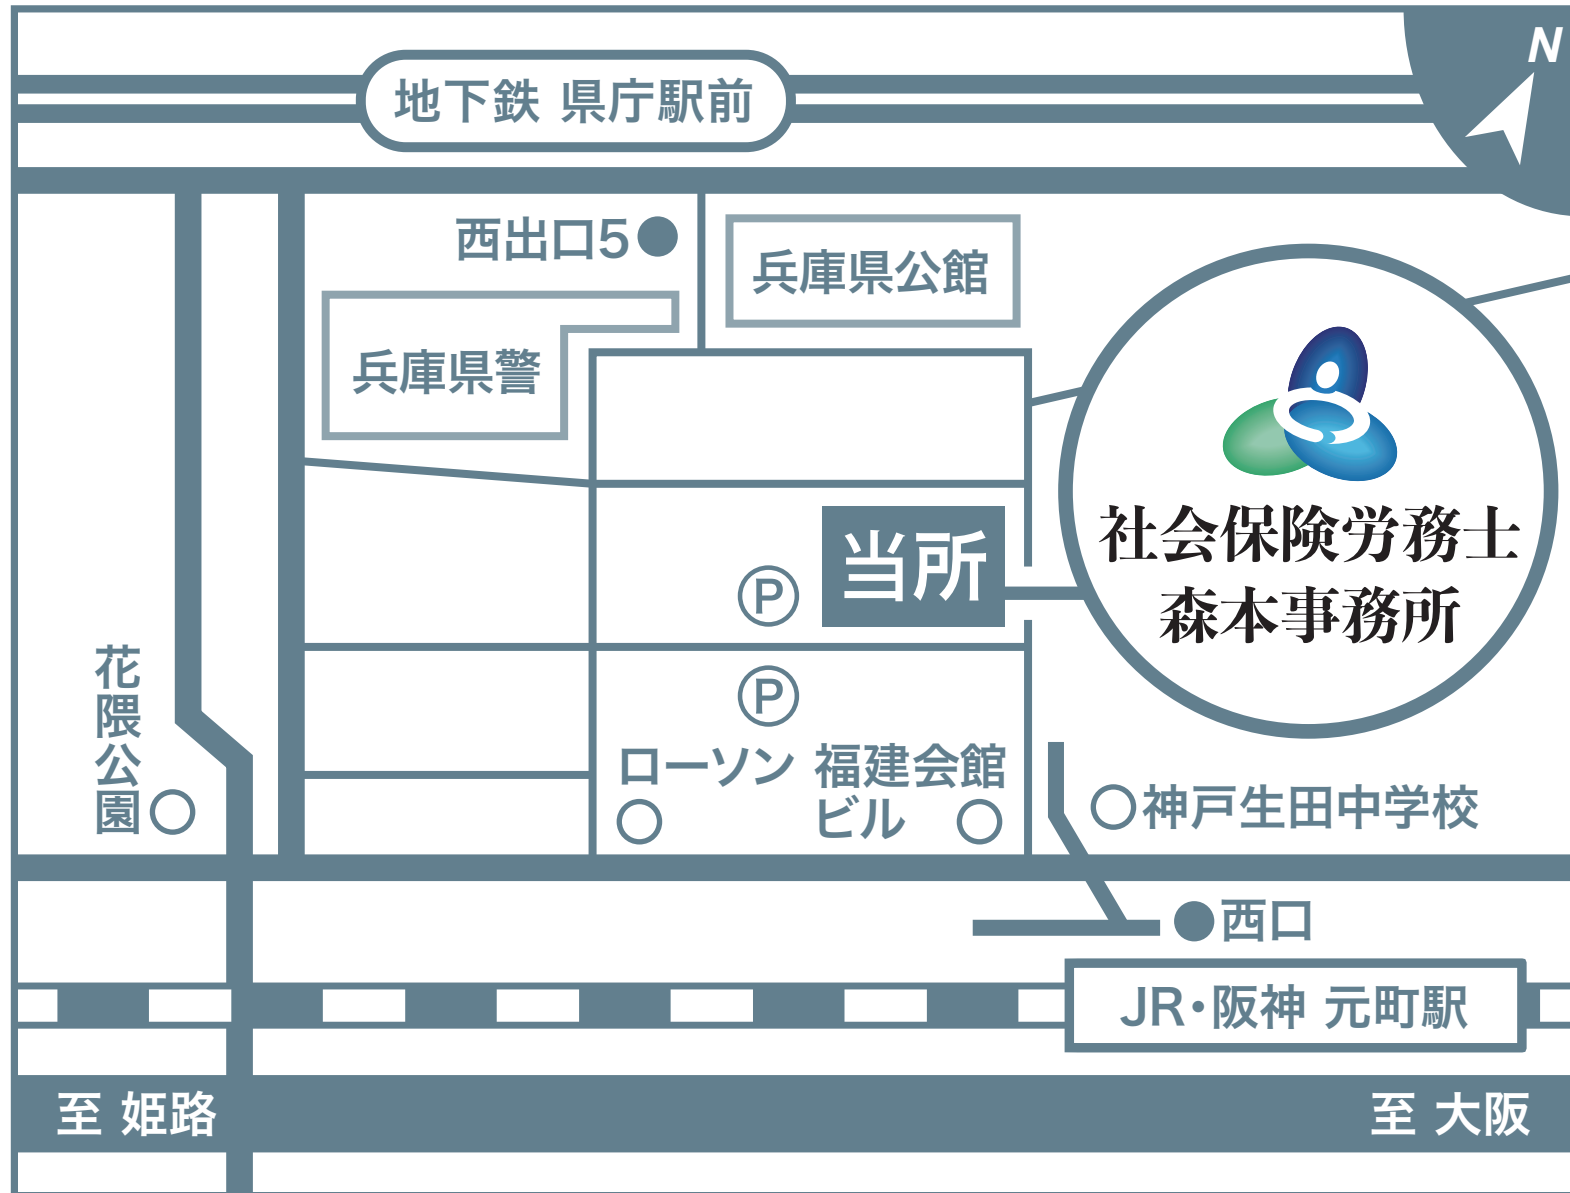 N
地下鉄 県庁駅前
西出口5
兵庫県公館
兵庫県警
社会保険労務士
森本事務所
当所
P
P
花隈公園
ローソン
福建会館
ビル
神戸生田中学校
西口
JR・阪神 元町駅
至 姫路
至 大阪